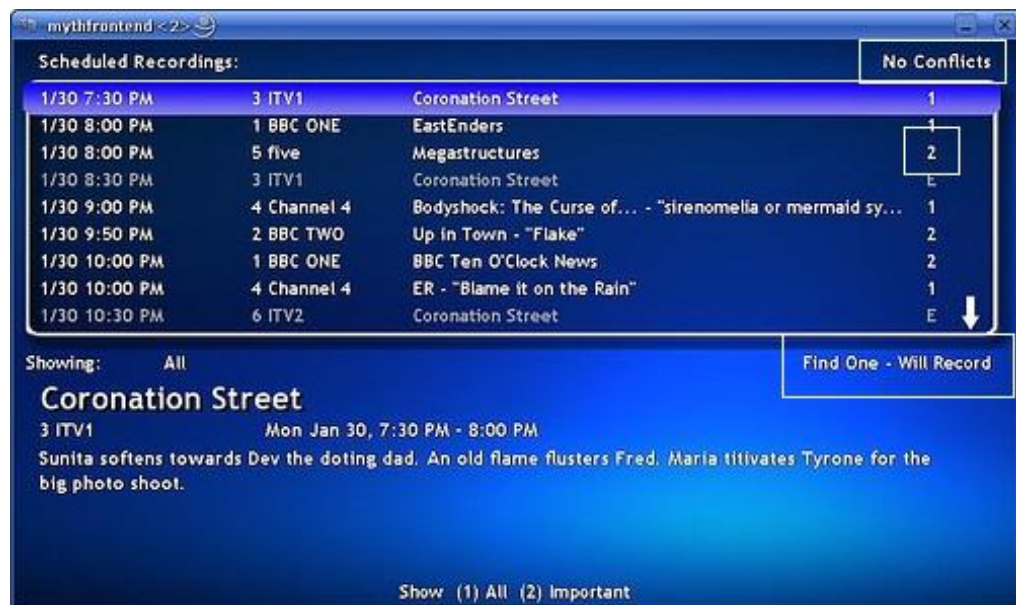 mythfrontend <2>
Scheduled Recordings: No Conflicts
1/30 7:30 PM 3 ITV1 Coronation Street 1
1/30 8:00 PM 1 BBC ONE EastEnders 1
1/30 8:00 PM 5 five Megastructures 2
1/30 8:30 PM 3 ITV1 Coronation Street E
1/30 9:00 PM 4 Channel 4 Bodyshock: The Curse of... - "sirenomelia or mermaid sy... 1
1/30 9:50 PM 2 BBC TWO Up in Town - "Flake" 2
1/30 10:00 PM 1 BBC ONE BBC Ten O'Clock News 2
1/30 10:00 PM 4 Channel 4 ER - "Blame it on the Rain" 1
1/30 10:30 PM 6 ITV2 Coronation Street E
Showing: All Find One - Will Record
Coronation Street
3 ITV1 Mon Jan 30, 7:30 PM - 8:00 PM
Sunita softens towards Dev the doting dad. An old flame flusters Fred. Maria titivates Tyrone for the
big photo shoot.
Show (1) All (2) Important